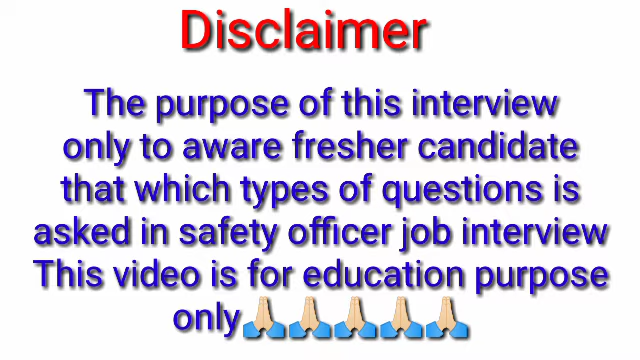 Disclaimer
The purpose of this interview
only to aware fresher candidate
that which types of questions is
asked in safety officer job interview
This video is for education purpose
only🙏🏻🙏🏻🙏🏻🙏🏻🙏🏻